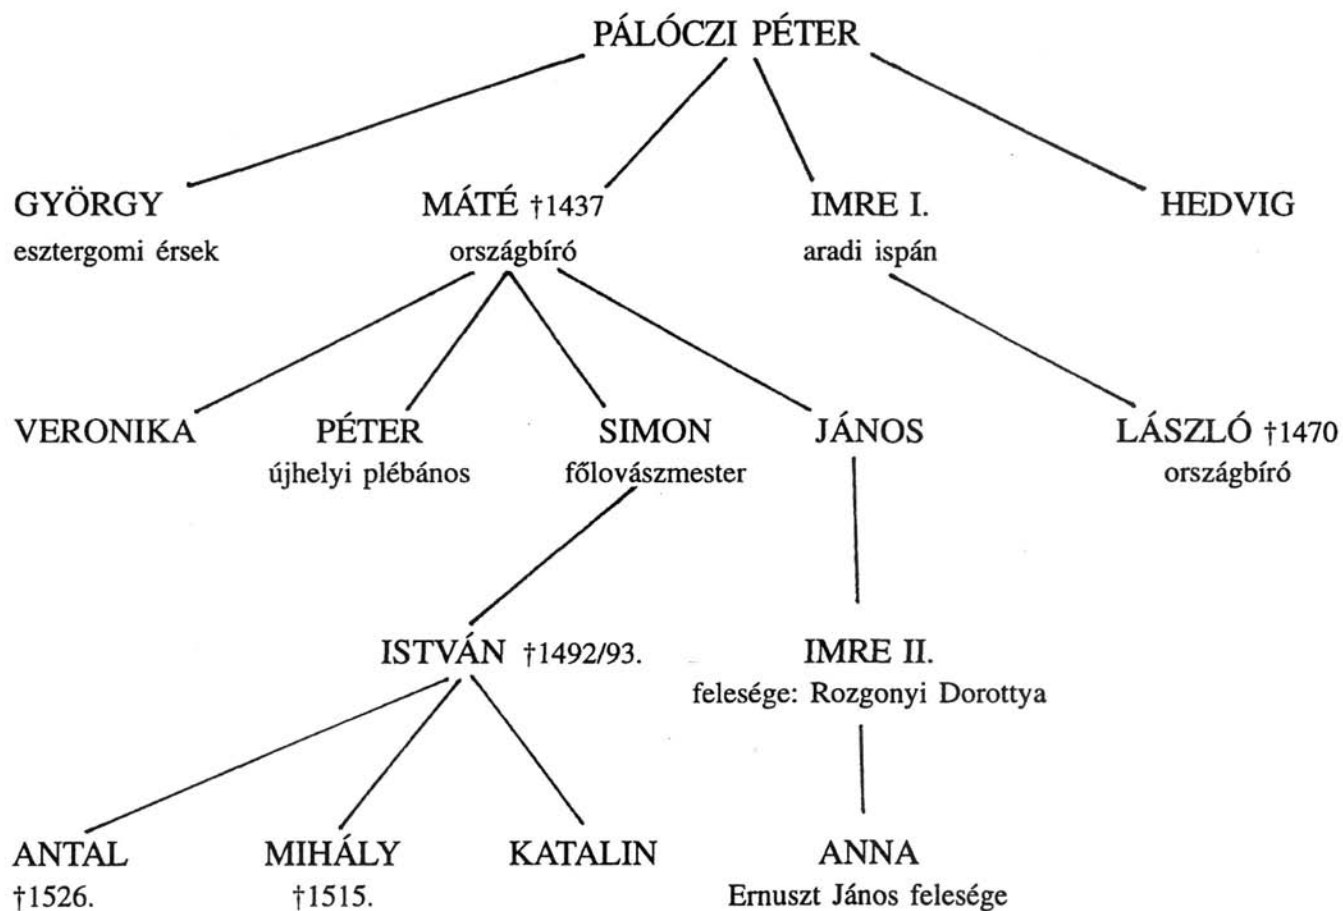 PÁLÓCZI PÉTER
GYÖRGY MÁTÉ †1437 IMRE I. HEDVIG
esztergomi érsek országbíró aradi ispán
VERONIKA PÉTER SIMON JÁNOS LÁSZLÓ †1470
újhelyi plébános főlovászmester országbíró
ISTVÁN †1492/93. IMRE II.
felesége: Rozgonyi Dorottya
ANTAL MIHÁLY KATALIN ANNA
†1526. †1515. Ernuszt János felesége